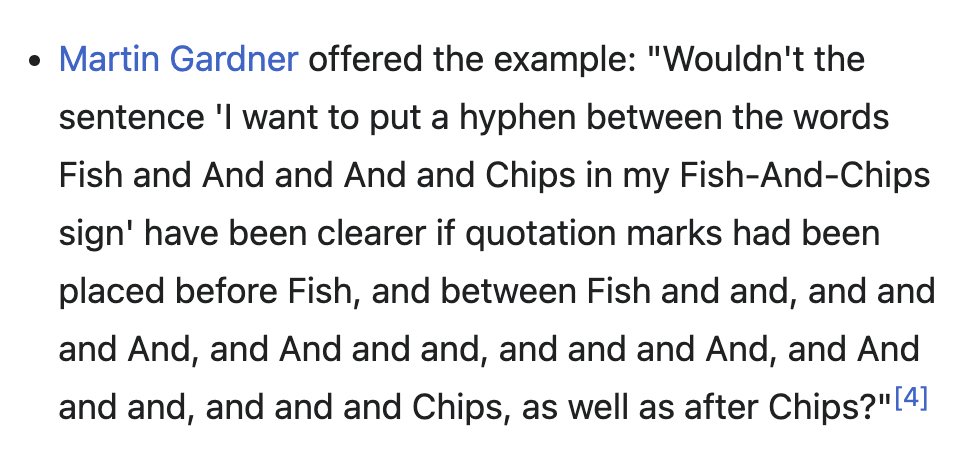 • Martin Gardner offered the example: "Wouldn't the
sentence 'I want to put a hyphen between the words
Fish and And and And and Chips in my Fish-And-Chips
sign' have been clearer if quotation marks had been
placed before Fish, and between Fish and and, and and
and And, and And and and, and and and And, and And
and and, and and and Chips, as well as after Chips?"[4]